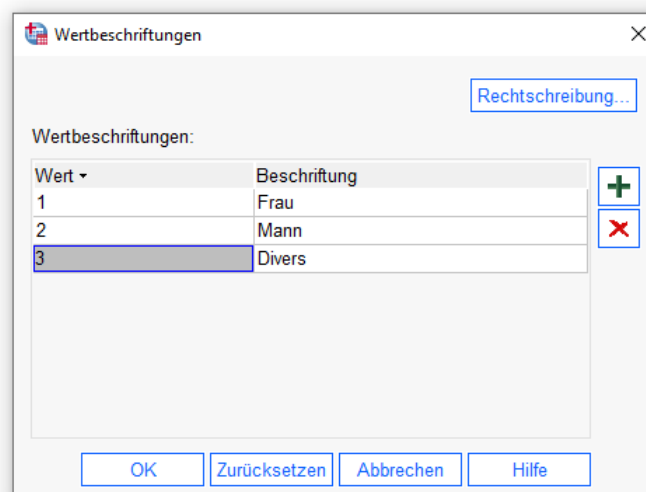 Wertbeschriftungen
Rechtschreibung...
Wertbeschriftungen:
Wert Beschriftung
1 Frau
2 Mann
3 Divers
OK Zurücksetzen Abbrechen Hilfe